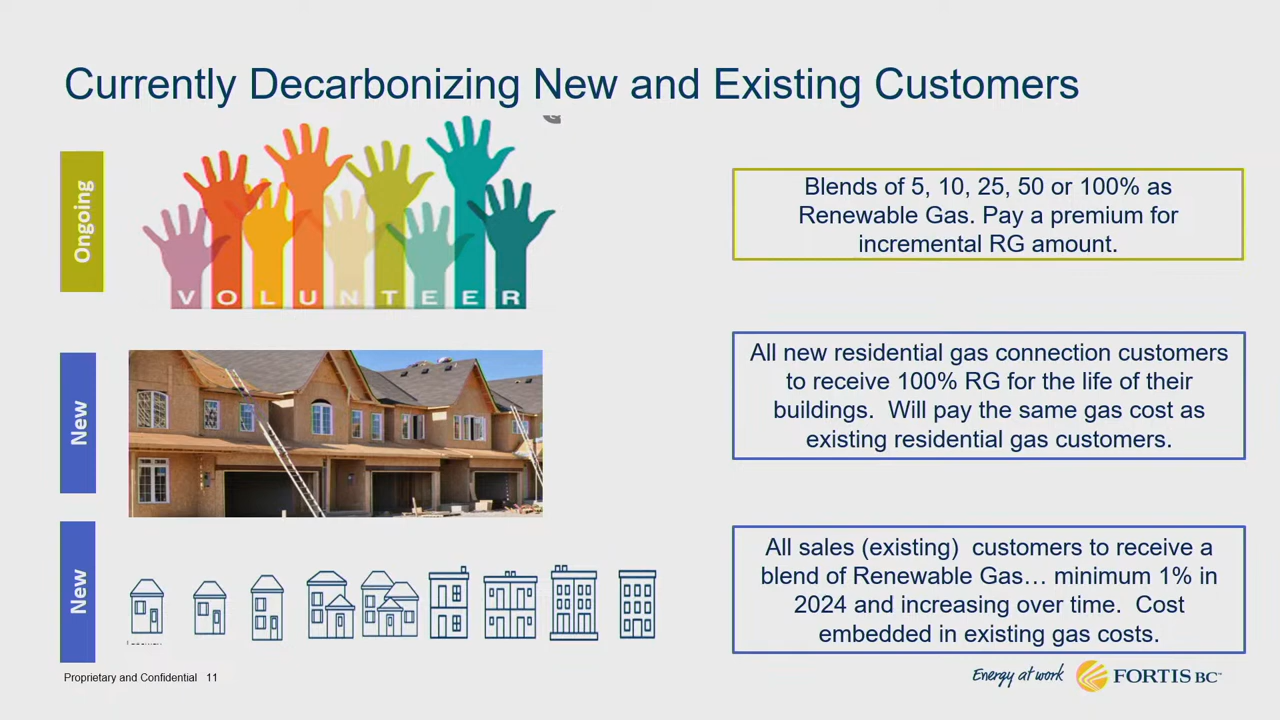 Currently Decarbonizing New and Existing Customers
Ongoing
VOLUNTEER
Blends of 5, 10, 25, 50 or 100% as
Renewable Gas. Pay a premium for
incremental RG amount.
New
All new residential gas connection customers
to receive 100% RG for the life of their
buildings.  Will pay the same gas cost as
existing residential gas customers.
New
All sales (existing)  customers to receive a
blend of Renewable Gas… minimum 1% in
2024 and increasing over time.  Cost
embedded in existing gas costs.
Proprietary and Confidential   11
Energy at work
FORTIS BC™